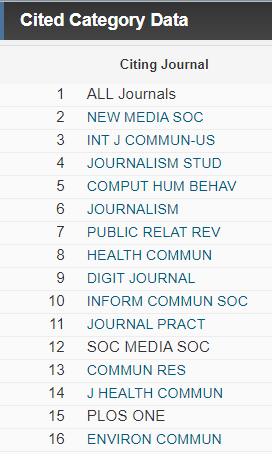 Cited Category Data
Citing Journal
1 ALL Journals
2 NEW MEDIA SOC
3 INT J COMMUN-US
4 JOURNALISM STUD
5 COMPUT HUM BEHAV
6 JOURNALISM
7 PUBLIC RELAT REV
8 HEALTH COMMUN
9 DIGIT JOURNAL
10 INFORM COMMUN SOC
11 JOURNAL PRACT
12 SOC MEDIA SOC
13 COMMUN RES
14 J HEALTH COMMUN
15 PLOS ONE
16 ENVIRON COMMUN